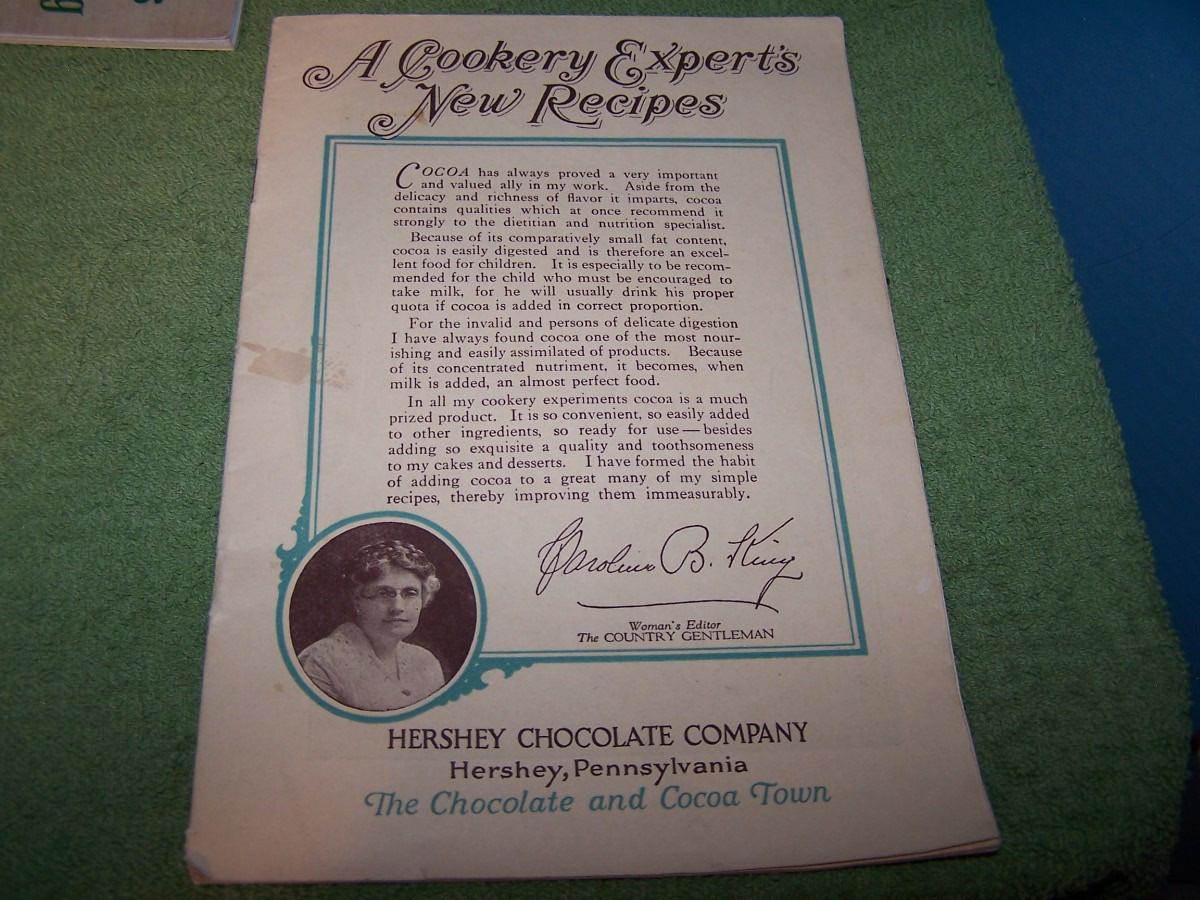 A Cookery Expert's
New Recipes
COCOA has always proved a very important
and valued ally in my work. Aside from the
delicacy and richness of flavor it imparts, cocoa
contains qualities which at once recommend it
strongly to the dietitian and nutrition specialist.
Because of its comparatively small fat content,
cocoa is easily digested and is therefore an excel-
lent food for children. It is especially to be recom-
mended for the child who must be encouraged to
take milk, for he will usually drink his proper
quota if cocoa is added in correct proportion.
For the invalid and persons of delicate digestion
I have always found cocoa one of the most nour-
ishing and easily assimilated of products. Because
of its concentrated nutriment, it becomes, when
milk is added, an almost perfect food.
In all my cookery experiments cocoa is a much
prized product. It is so convenient, so easily added
to other ingredients, so ready for use — besides
adding so exquisite a quality and toothsomeness
to my cakes and desserts. I have formed the habit
of adding cocoa to a great many of my simple
recipes, thereby improving them immeasurably.
Caroline B. King
Woman's Editor
The COUNTRY GENTLEMAN
HERSHEY CHOCOLATE COMPANY
Hershey, Pennsylvania
The Chocolate and Cocoa Town